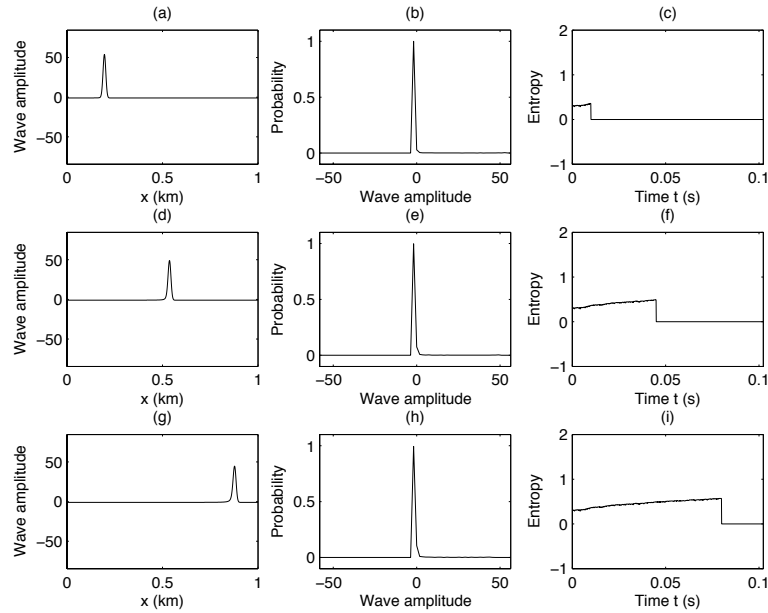 (a)
Wave amplitude
50
0
−50
0
0.5
1
x (km)
(b)
Probability
1
0.5
0
−50
0
50
Wave amplitude
(c)
Entropy
2
1
0
−1
0
0.05
0.1
Time t (s)
(d)
Wave amplitude
50
0
−50
0
0.5
1
x (km)
(e)
Probability
1
0.5
0
−50
0
50
Wave amplitude
(f)
Entropy
2
1
0
−1
0
0.05
0.1
Time t (s)
(g)
Wave amplitude
50
0
−50
0
0.5
1
x (km)
(h)
Probability
1
0.5
0
−50
0
50
Wave amplitude
(i)
Entropy
2
1
0
−1
0
0.05
0.1
Time t (s)